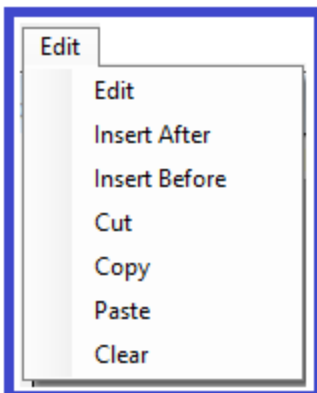 Edit
Edit
Insert After
Insert Before
Cut
Copy
Paste
Clear